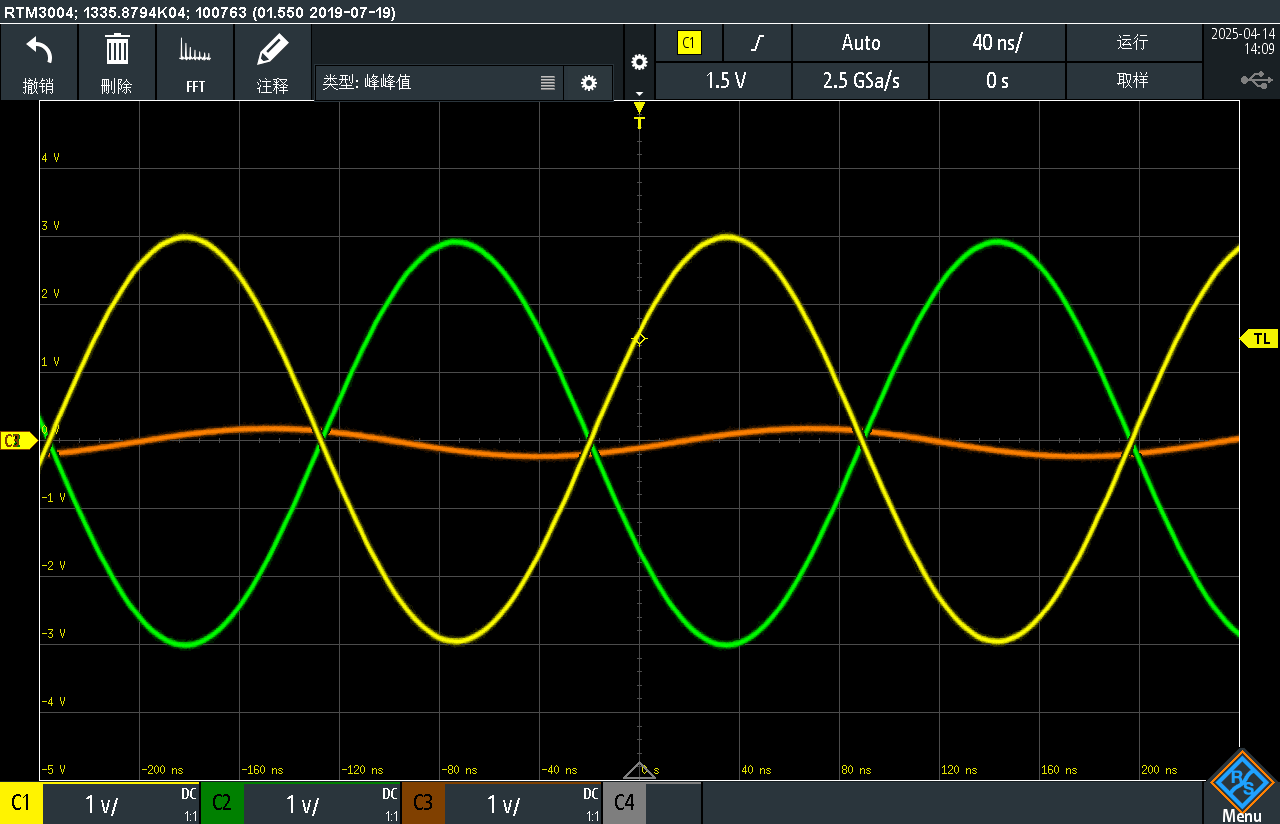 RTM3004; 1335.8794K04; 100763 (01.550 2019-07-19)
撤销
删除
FFT
注释
类型: 峰峰值
C1
Auto
40 ns/
运行
1.5 V
2.5 GSa/s
0 s
取样
2025-04-14
14:09
T
4 V
3 V
2 V
1 V
0
-1 V
-2 V
-3 V
-4 V
-5 V
TL
-200 ns
-160 ns
-120 ns
-80 ns
-40 ns
0 s
40 ns
80 ns
120 ns
160 ns
200 ns
C1
1 V/
DC
1:1
C2
1 V/
DC
1:1
C3
1 V/
DC
1:1
C4
R
S
Menu